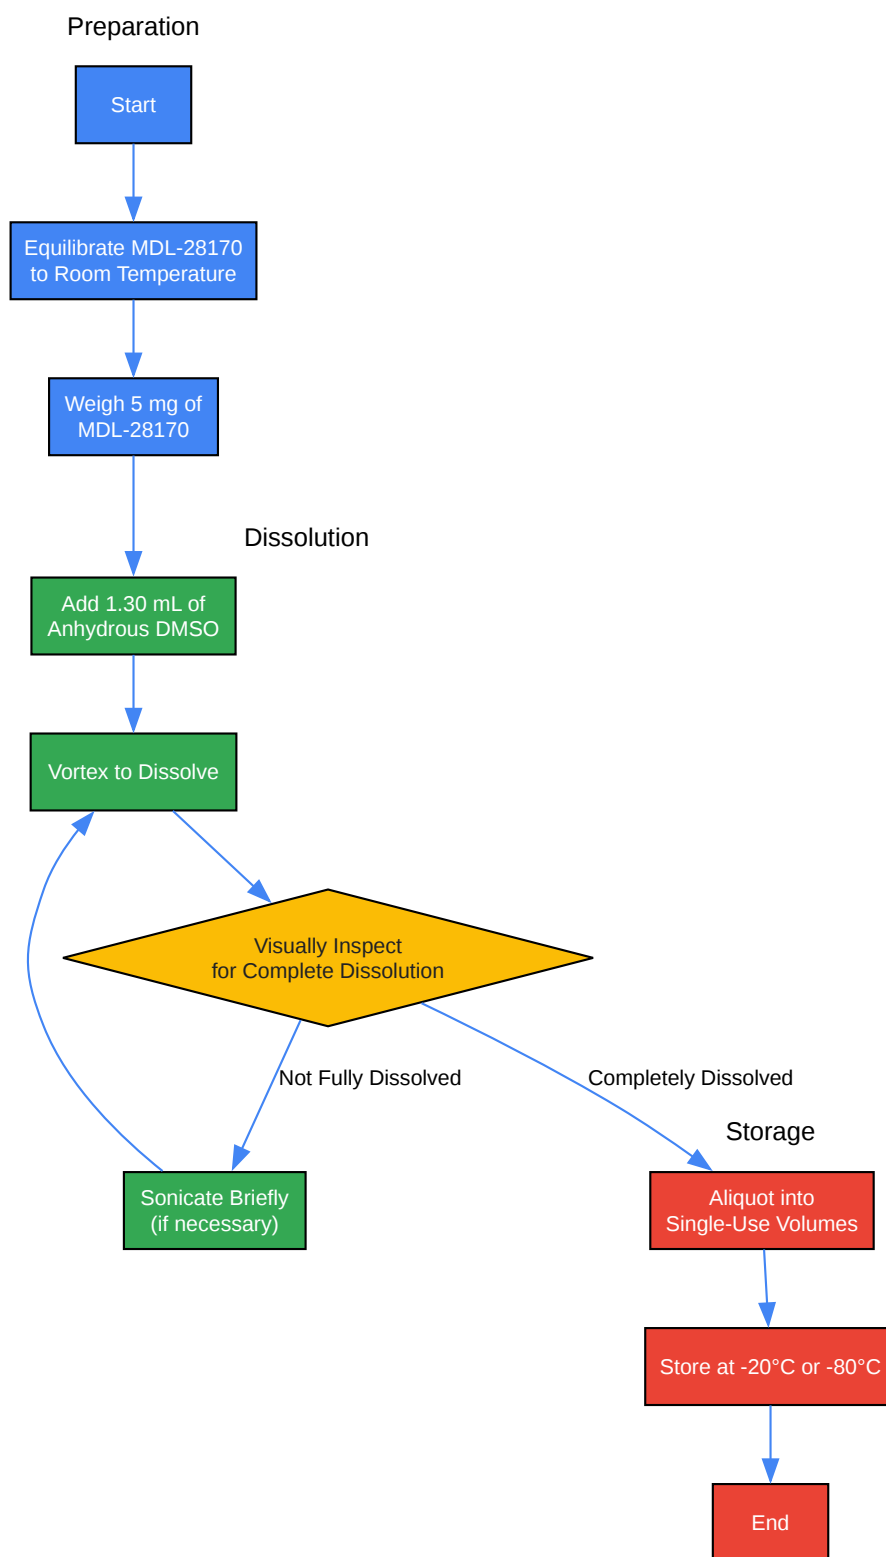 Preparation
Start
Equilibrate MDL-28170
to Room Temperature
Weigh 5 mg of
MDL-28170
Dissolution
Add 1.30 mL of
Anhydrous DMSO
Vortex to Dissolve
Visually Inspect
for Complete Dissolution
Not Fully Dissolved
Completely Dissolved
Storage
Sonicate Briefly
(if necessary)
Aliquot into
Single-Use Volumes
Store at -20°C or -80°C
End